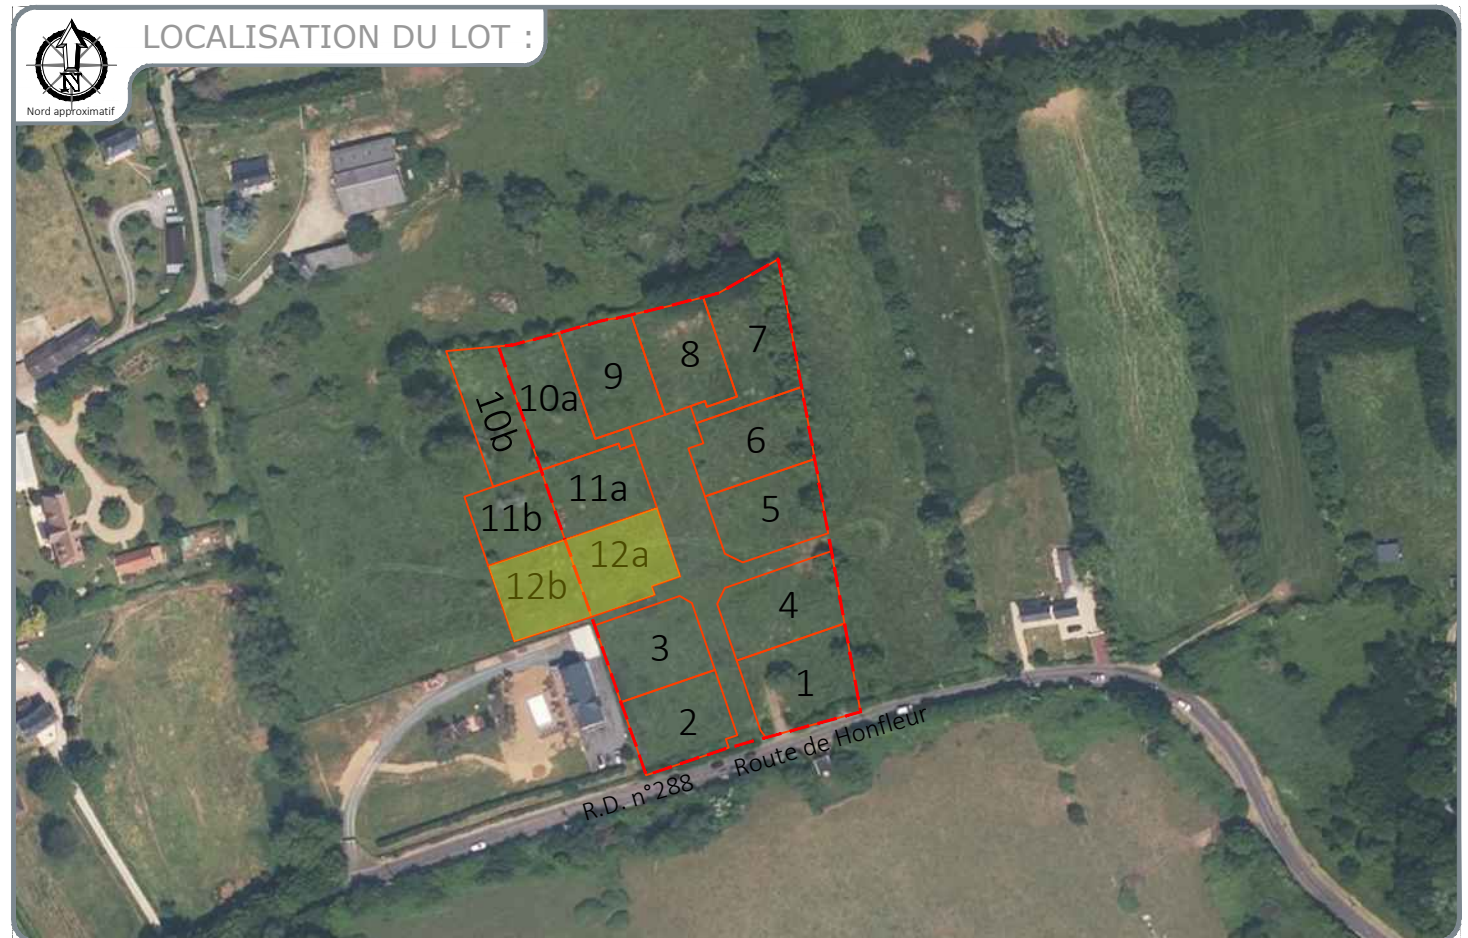 LOCALISATION DU LOT :
N
Nord approximatif
7
8
9
10a
10b
6
11a
5
11b
12a
12b
4
3
1
2
Route de Honfleur
R.D. n°288